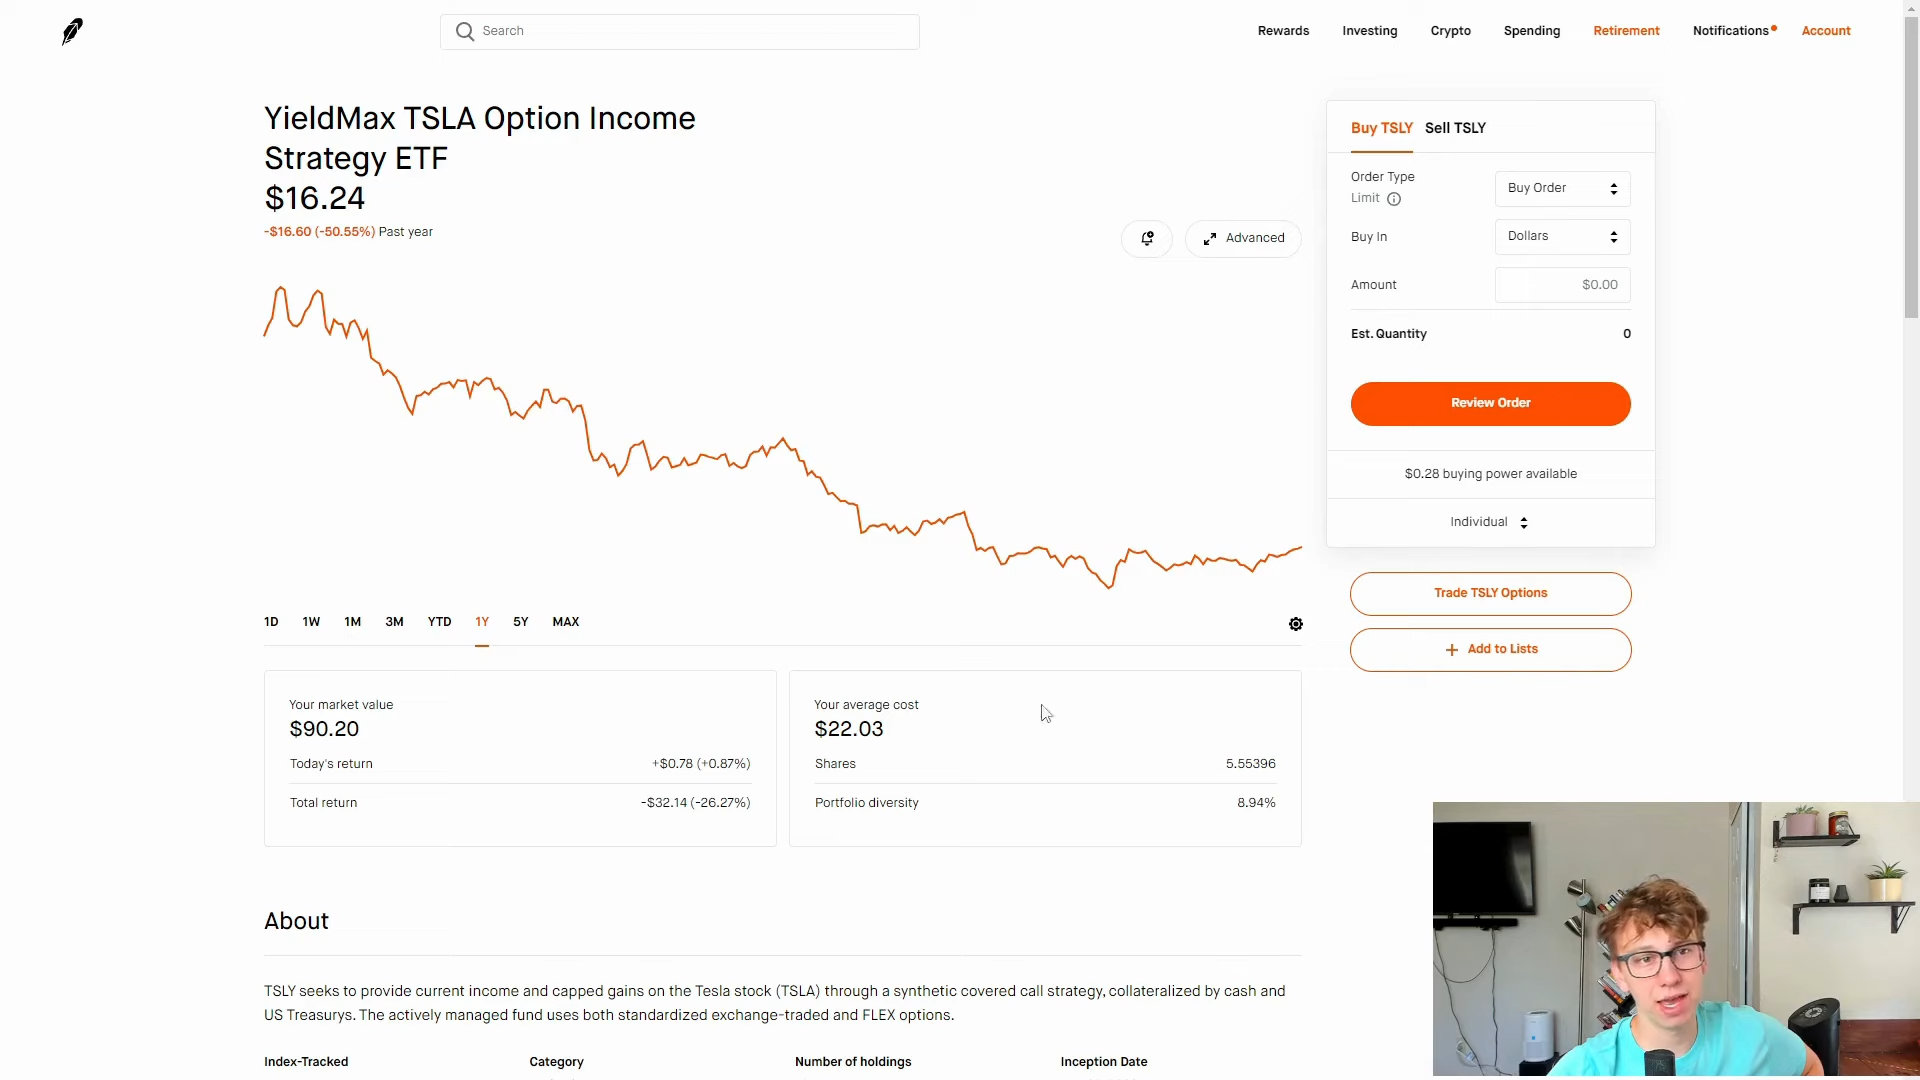 Search
Rewards
Investing
Crypto
Spending
Retirement
Notifications
Account
YieldMax TSLA Option Income
Strategy ETF
$16.24
-$16.60 (-50.55%) Past year
Advanced
1D
1W
1M
3M
YTD
1Y
5Y
MAX
Your market value
$90.20
Today's return
+$0.78 (+0.87%)
Total return
-$32.14 (-26.27%)
Your average cost
$22.03
Shares
5.55396
Portfolio diversity
8.94%
Buy TSLY
Sell TSLY
Order Type
Limit
Buy Order
Buy In
Dollars
Amount
$0.00
Est. Quantity
0
Review Order
$0.28 buying power available
Individual
Trade TSLY Options
+ Add to Lists
About
TSLY seeks to provide current income and capped gains on the Tesla stock (TSLA) through a synthetic covered call strategy, collateralized by cash and
US Treasurys. The actively managed fund uses both standardized exchange-traded and FLEX options.
Index-Tracked
Category
Number of holdings
Inception Date